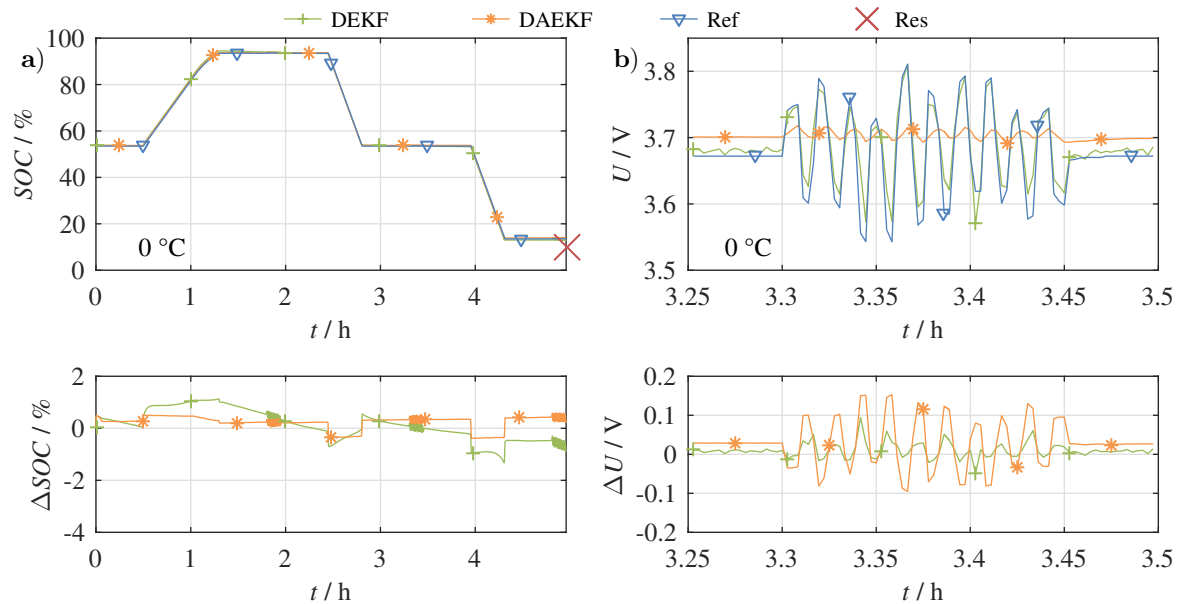 DEKF DAEKF Ref Res
a)
SOC / %
100
80
60
40
20
0
0 °C
0 1 2 3 4
t / h
b)
U / V
3.8
3.7
3.6
3.5
0 °C
3.25 3.3 3.35 3.4 3.45 3.5
t / h
ΔSOC / %
2
0
-2
-4
0 1 2 3 4
t / h
ΔU / V
0.2
0.1
0
-0.1
-0.2
3.25 3.3 3.35 3.4 3.45 3.5
t / h